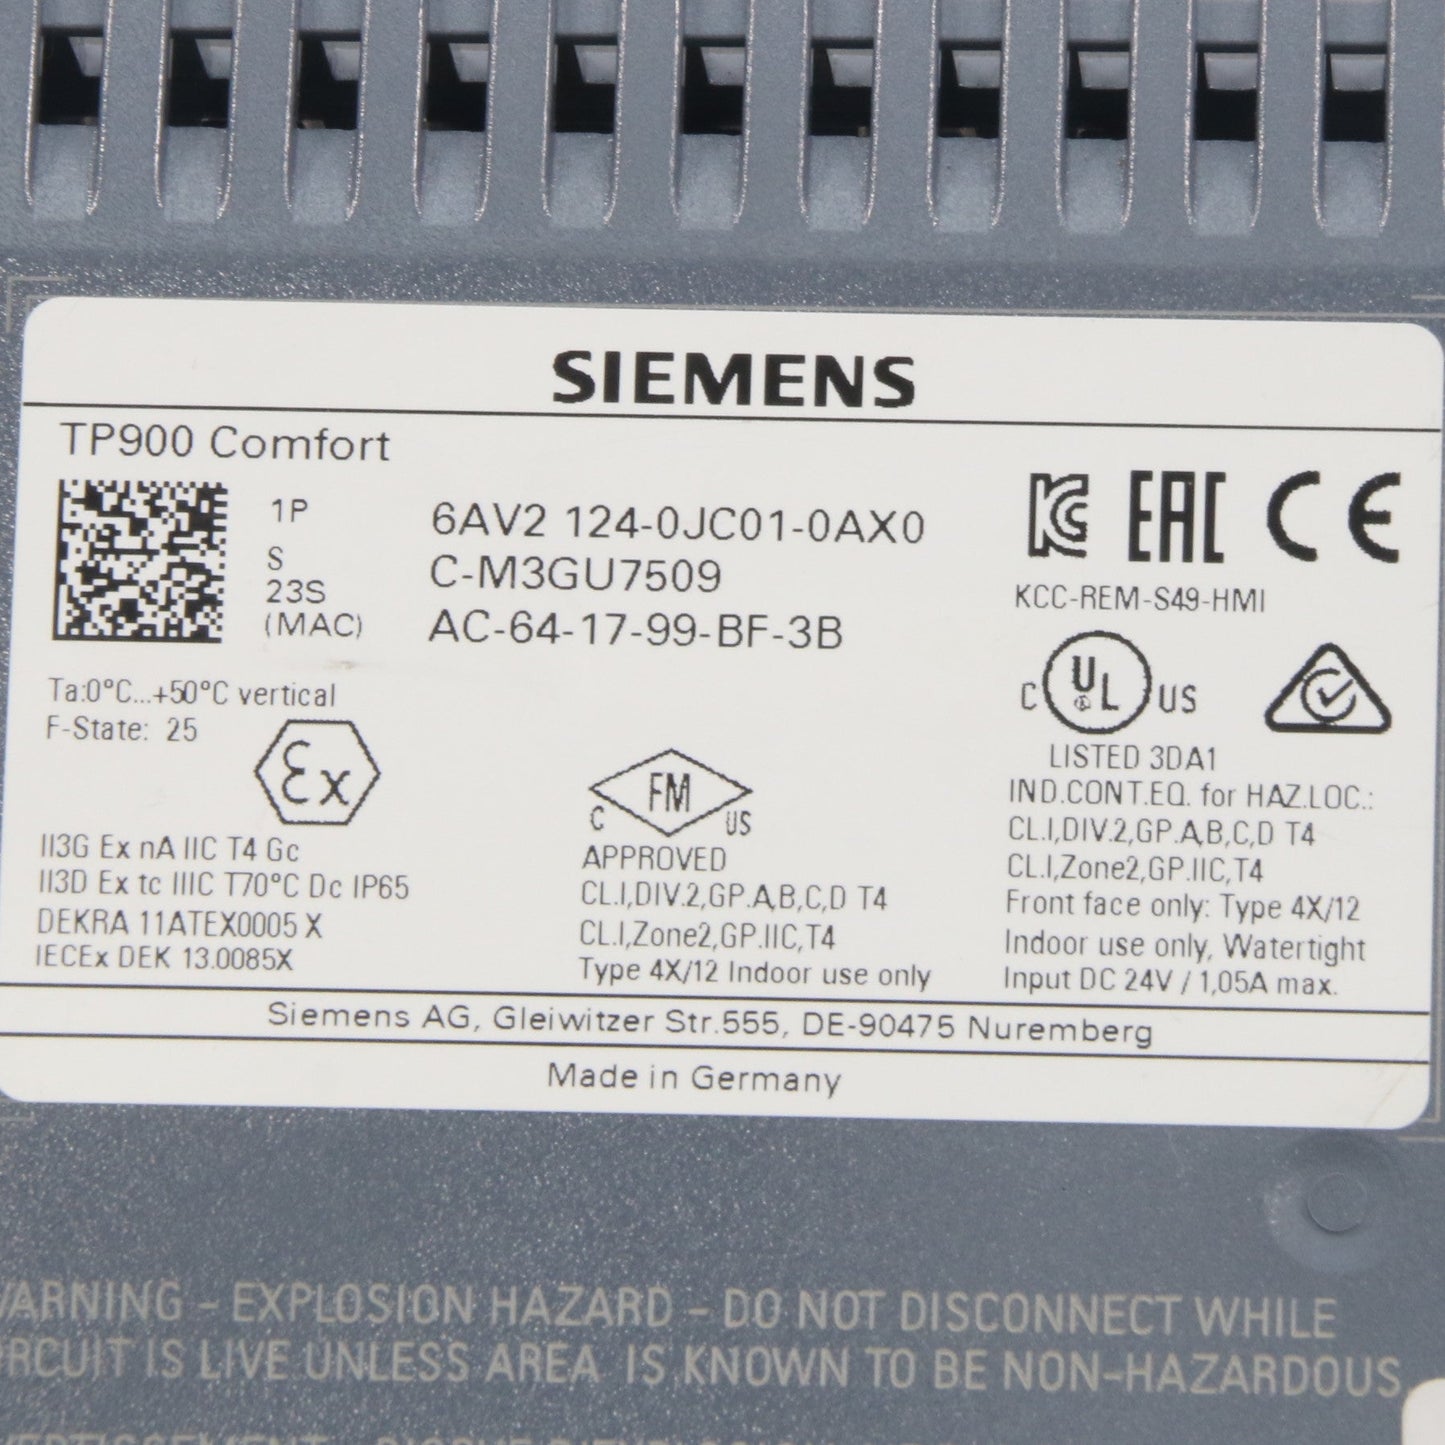 SIEMENS
TP900 Comfort
1P 6AV2 124-0JC01-0AX0
S C-M3GU7509
23S
(MAC) AC-64-17-99-BF-3B
KCC-REM-S49-HMI
C UL US
LISTED 3DA1
IND.CONT.EQ. for HAZ.LOC.:
CL.I,DIV.2,GP.A,B,C,D T4
CL.I,Zone2,GP.IIC,T4
Front face only: Type 4X/12
Indoor use only, Watertight
Input DC 24V / 1,05A max.
Ta:0°C...+50°C vertical
F-State: 25
Ex
II3G Ex nA IIC T4 Gc
II3D Ex tc IIIC T70°C Dc IP65
DEKRA 11ATEX0005 X
IECEx DEK 13.0085X
C FM US
APPROVED
CL.I,DIV.2,GP.A,B,C,D T4
CL.I,Zone2,GP.IIC,T4
Type 4X/12 Indoor use only
Siemens AG, Gleiwitzer Str.555, DE-90475 Nuremberg
Made in Germany
WARNING - EXPLOSION HAZARD - DO NOT DISCONNECT WHILE
CIRCUIT IS LIVE UNLESS AREA IS KNOWN TO BE NON-HAZARDOUS